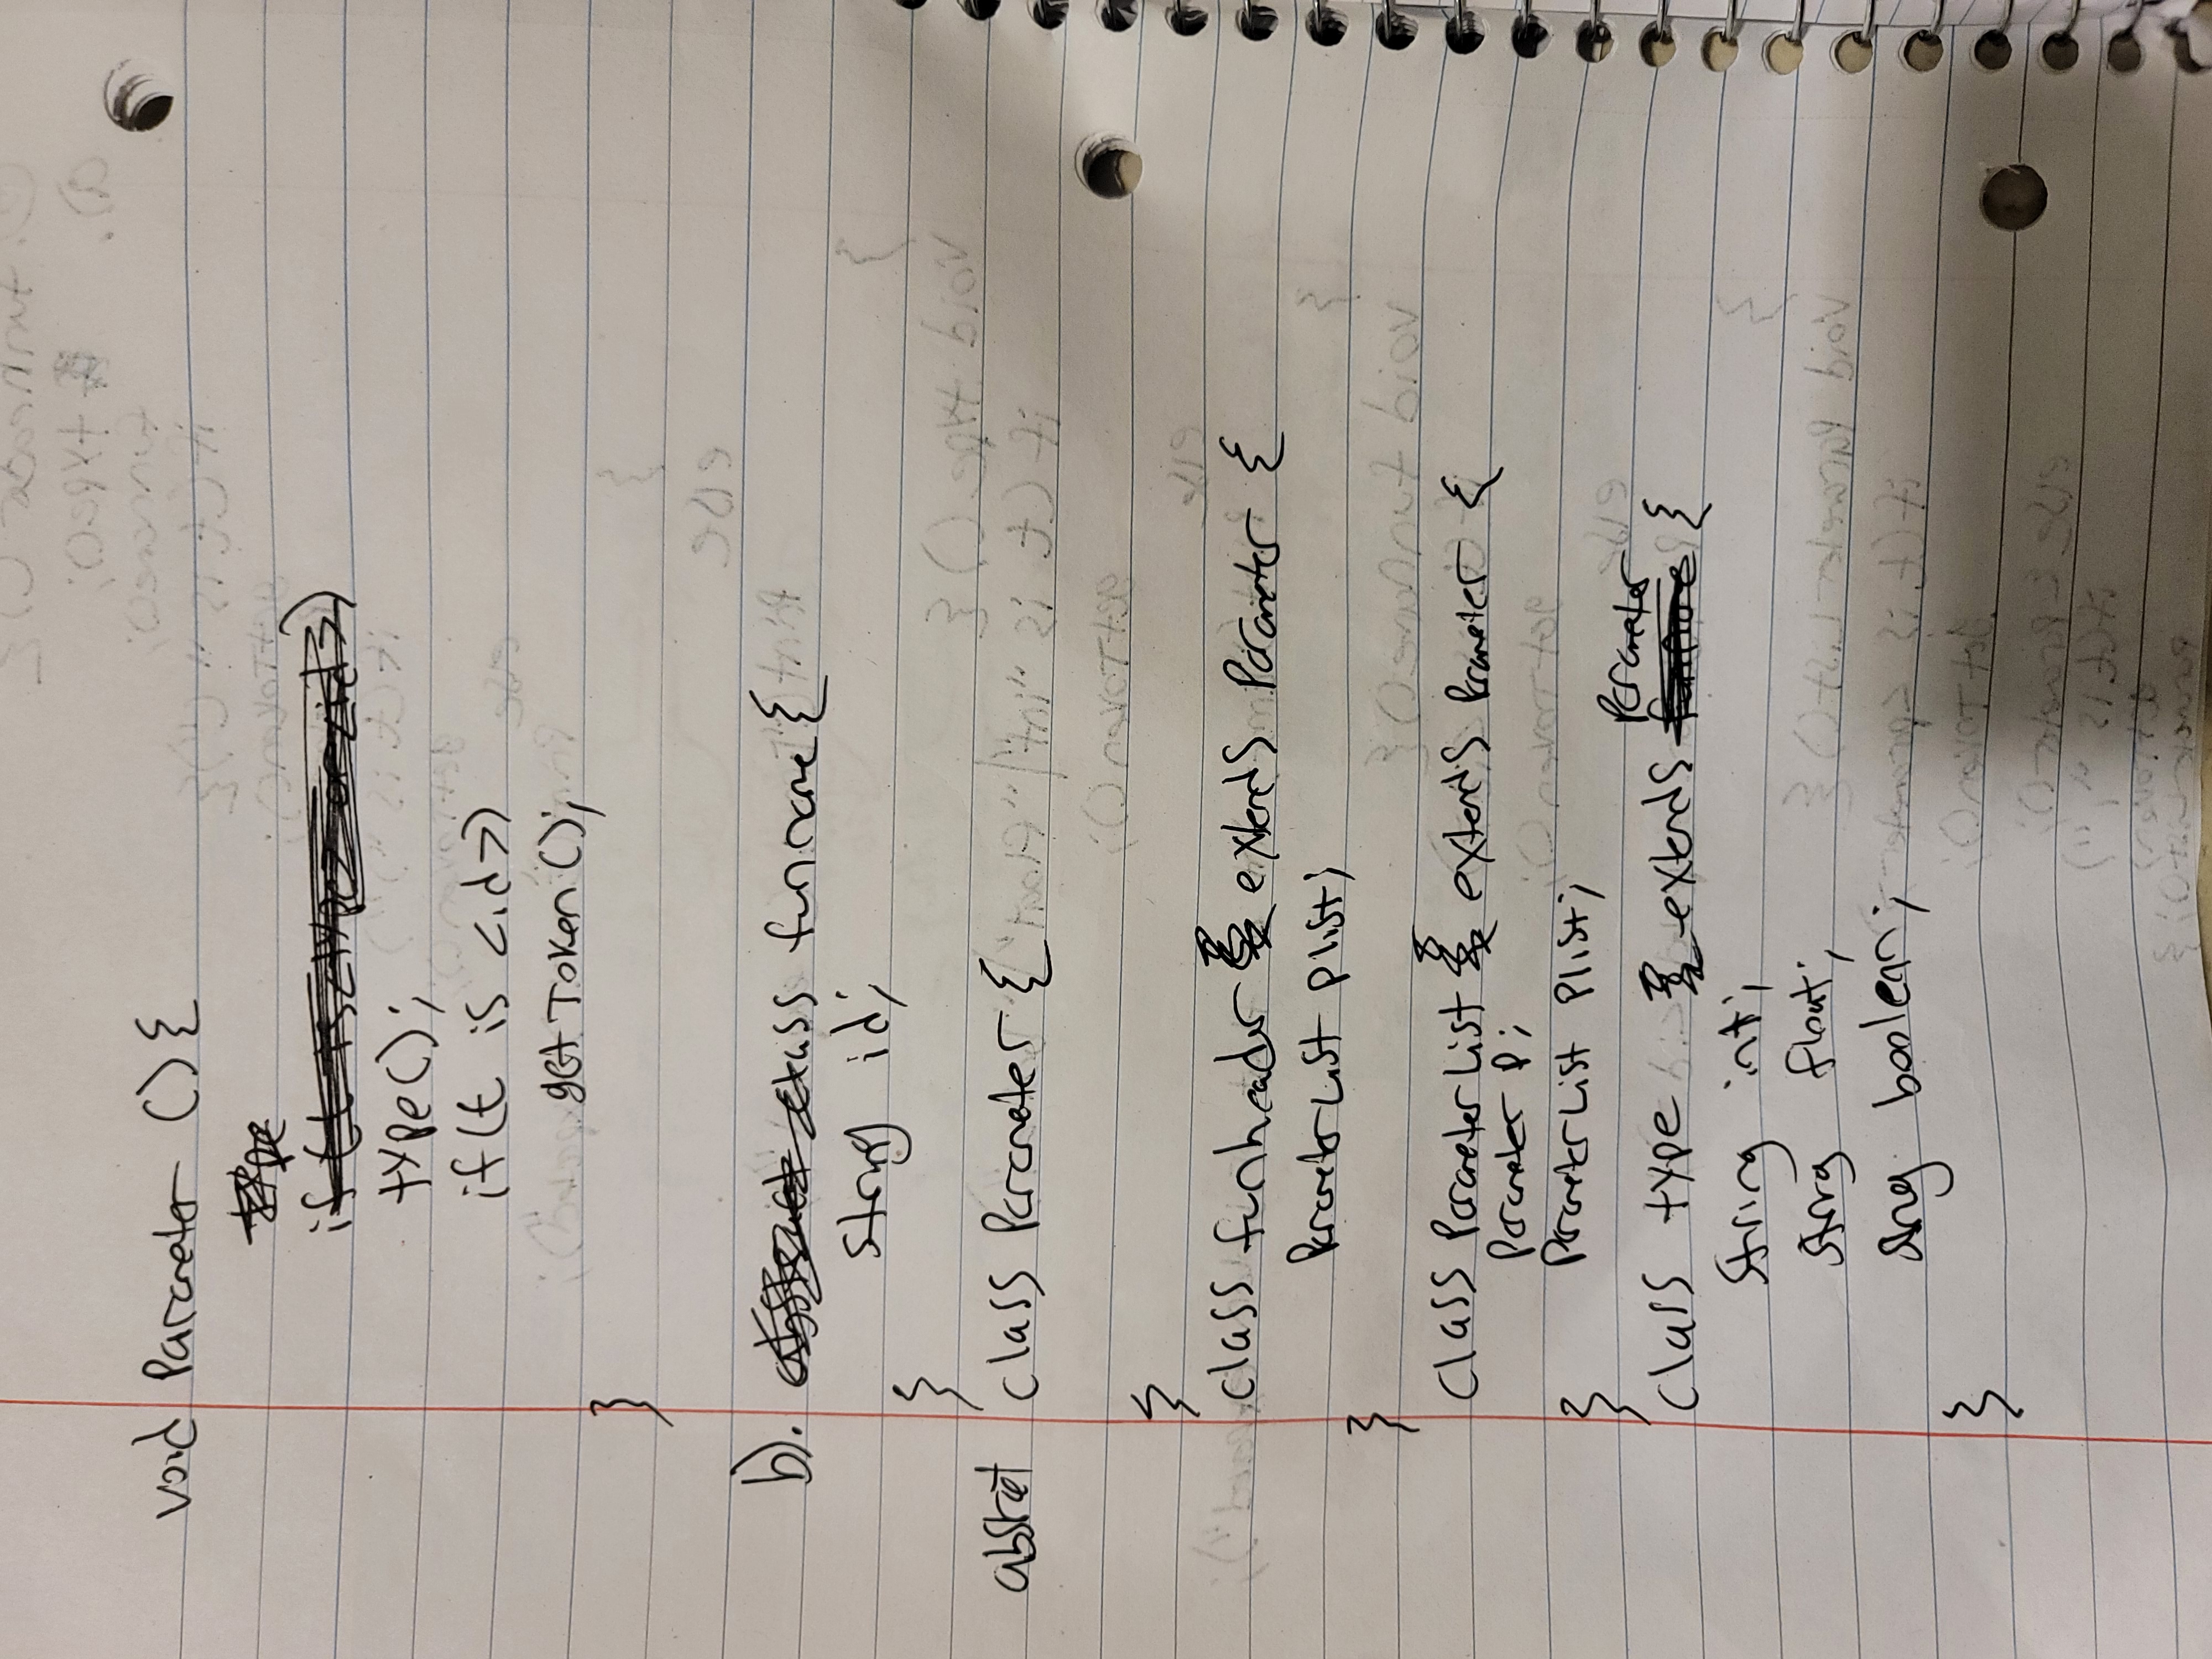 void Parameter () {
type();
if(t is <id>)
getToken();
}
b). class funname {
string id;
}
abstract class Parameter {
}
class funheader extends Parameter {
ParameterList plist;
}
class ParameterList extends Parameter {
Parameter p;
ParameterList plist;
}
class type extends Parameter {
string int;
string float;
string boolean;
}